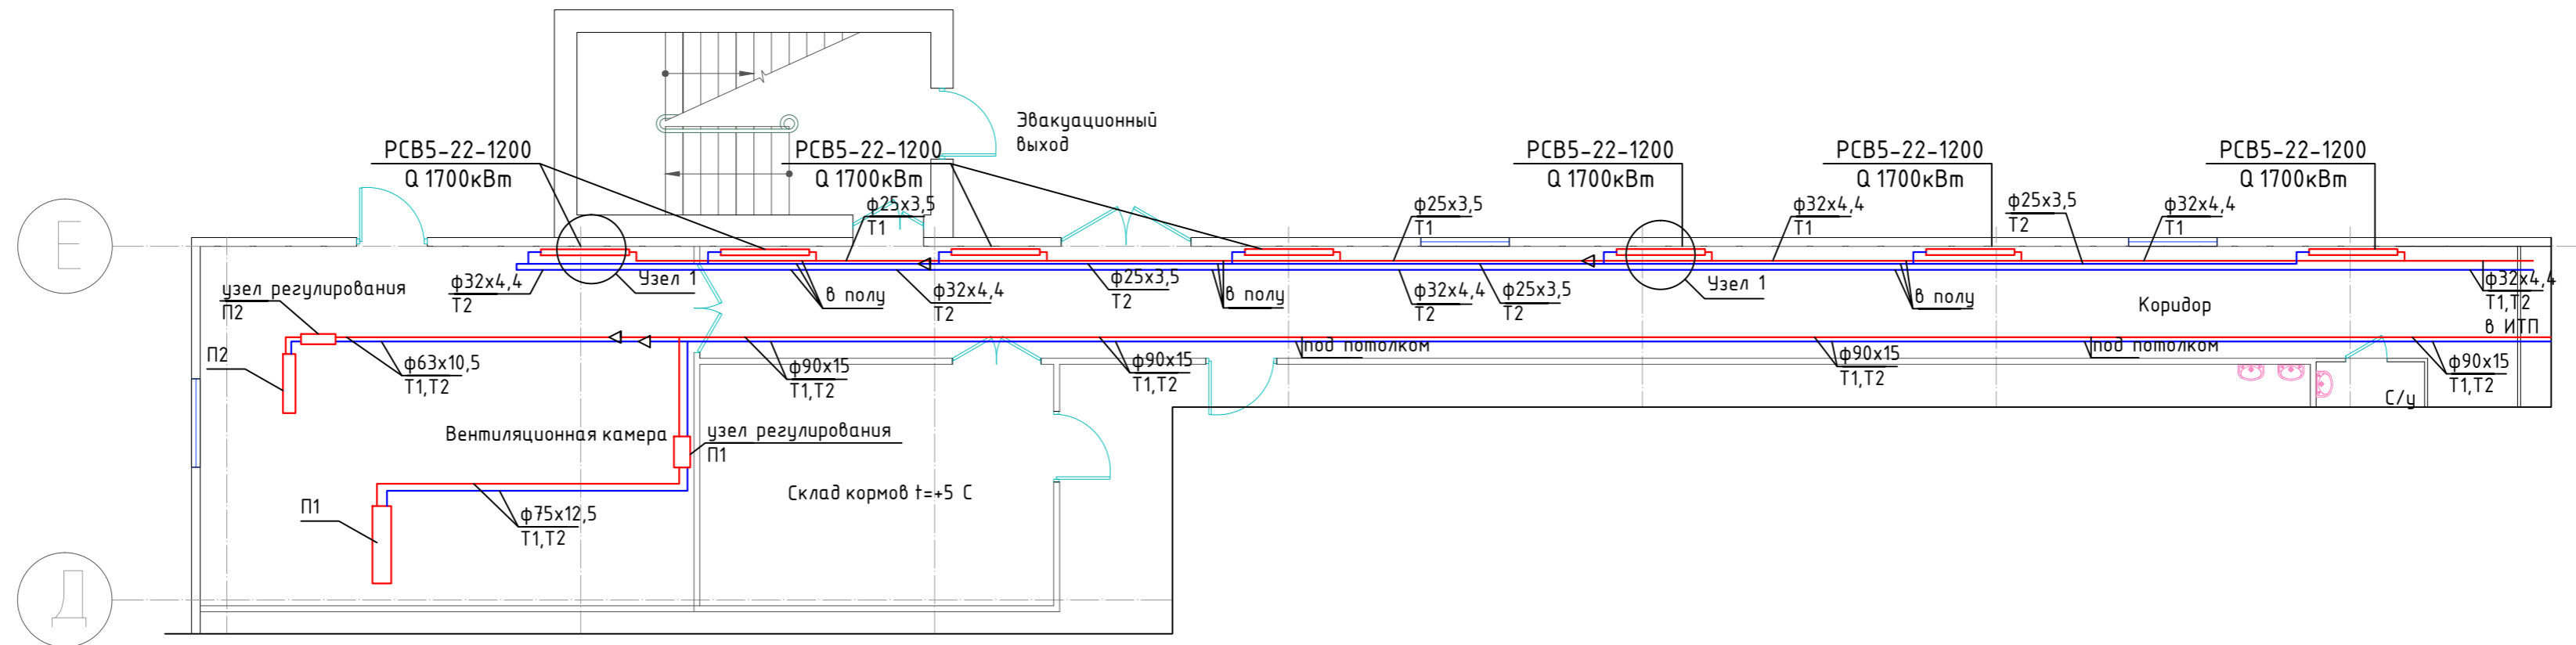 Эвакуационный
выход
РСВ5-22-1200
Q 1700кВт
РСВ5-22-1200
Q 1700кВт
РСВ5-22-1200
Q 1700кВт
РСВ5-22-1200
Q 1700кВт
РСВ5-22-1200
Q 1700кВт
ф25х3,5
Т1
ф25х3,5
Т1
ф32х4,4
Т1
ф25х3,5
Т2
ф32х4,4
Т1
Е
узел регулирования
П2
ф32х4,4
Т2
Узел 1
в полу
ф32х4,4
Т2
ф25х3,5
Т2
в полу
ф32х4,4
Т2
ф25х3,5
Т2
Узел 1
в полу
Коридор
ф32х4,4
Т1,Т2
в ИТП
П2
ф63х10,5
Т1,Т2
ф90х15
Т1,Т2
ф90х15
Т1,Т2
под потолком
ф90х15
Т1,Т2
под потолком
ф90х15
Т1,Т2
С/у
Вентиляционная камера
узел регулирования
П1
Склад кормов t=+5 С
П1
ф75х12,5
Т1,Т2
Д